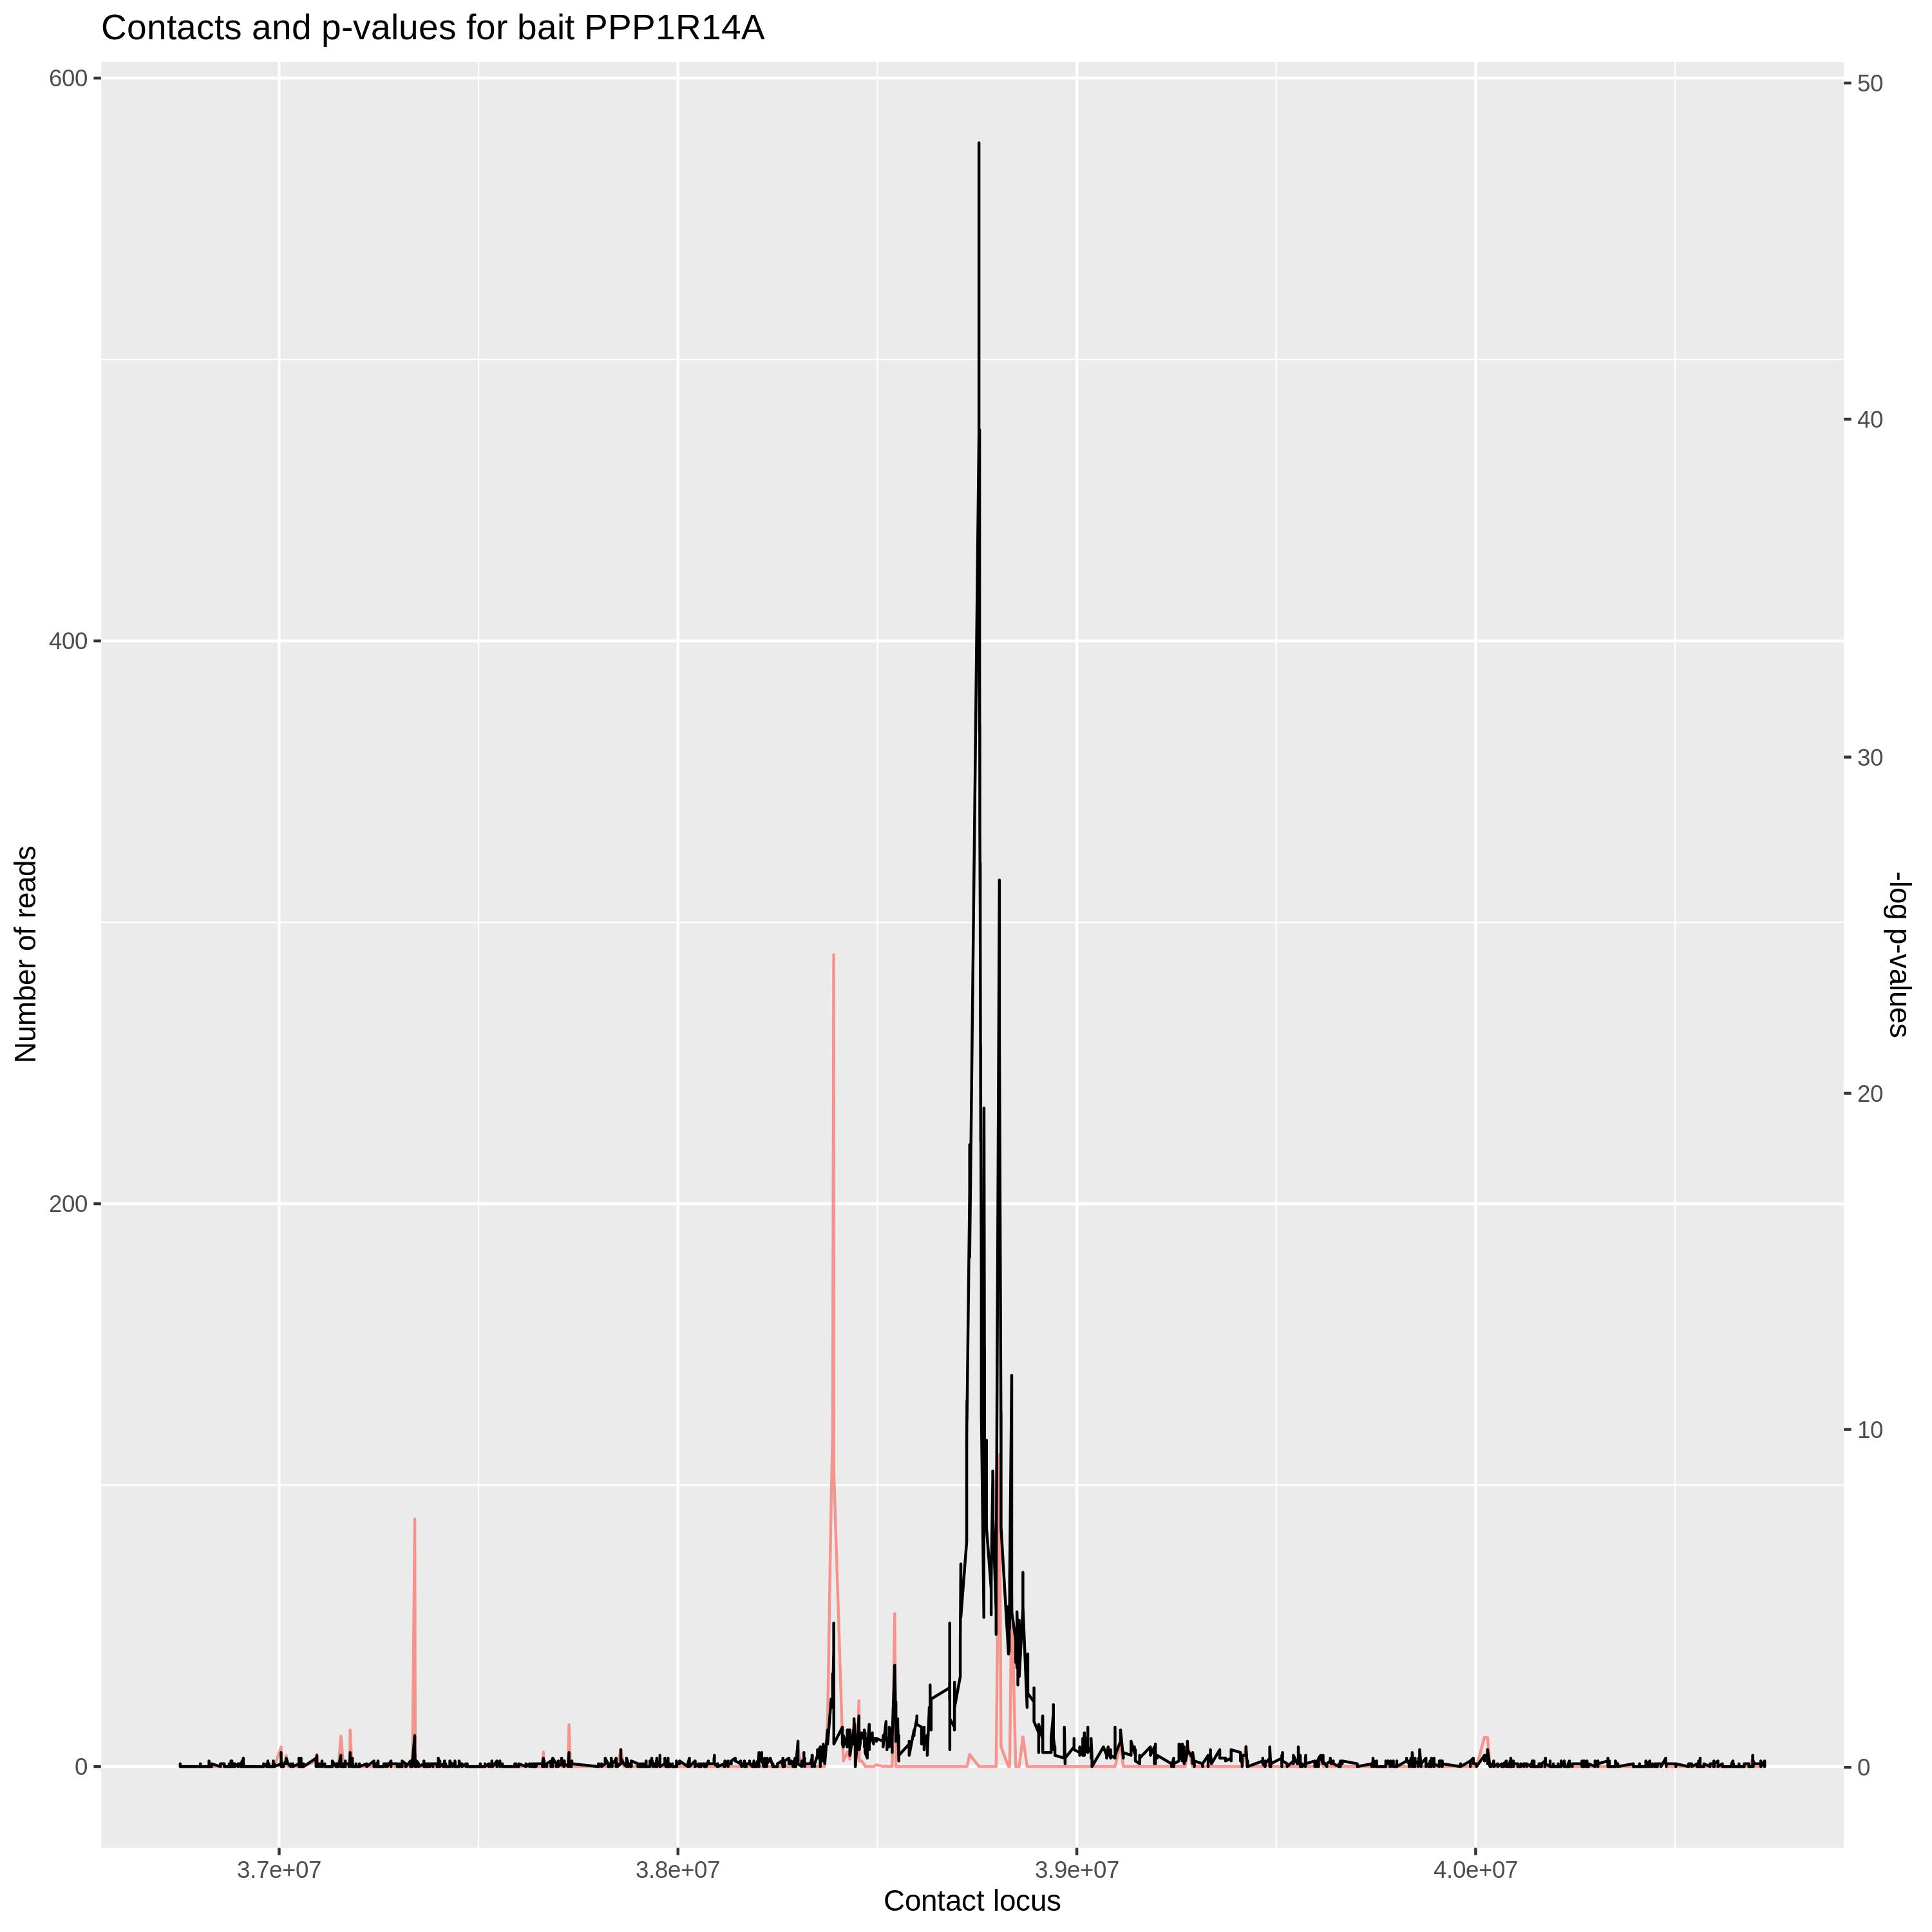 Contacts and p-values for bait PPP1R14A
600
400
200
0
Number of reads
50
40
30
20
10
0
-log p-values
3.7e+07
3.8e+07
3.9e+07
4.0e+07
Contact locus